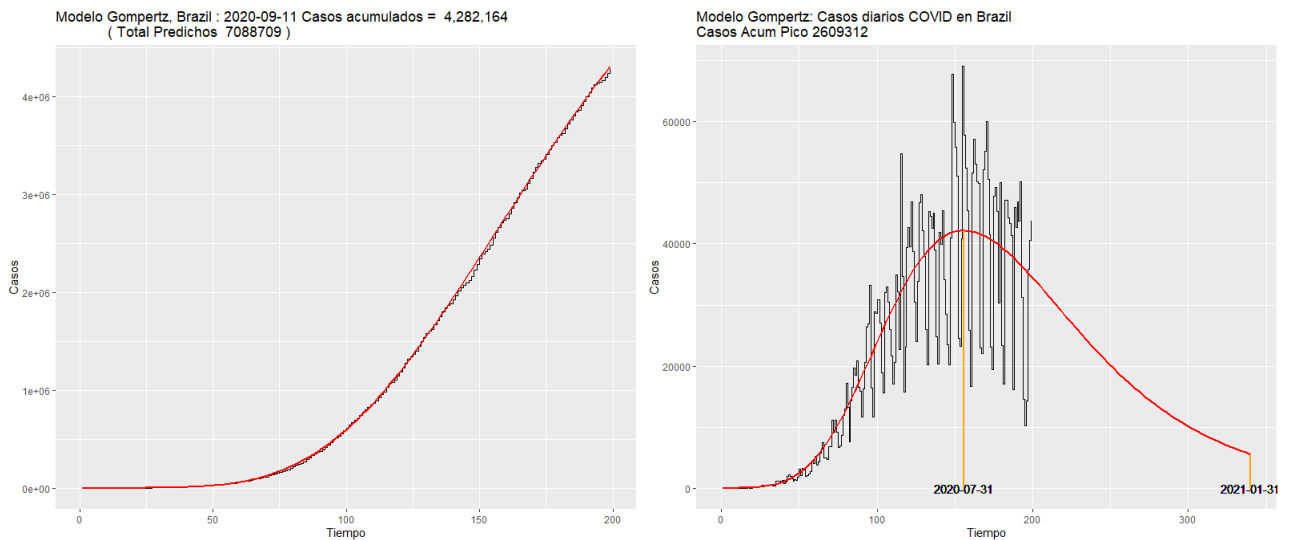 Modelo Gompertz, Brazil : 2020-09-11 Casos acumulados =  4,282,164
( Total Predichos  7088709 )
Casos
4e+06
3e+06
2e+06
1e+06
0e+00
0
50
100
150
200
Tiempo
Modelo Gompertz: Casos diarios COVID en Brazil
Casos Acum Pico 2609312
Casos
60000
40000
20000
0
2020-07-31
2021-01-31
0
100
200
300
Tiempo